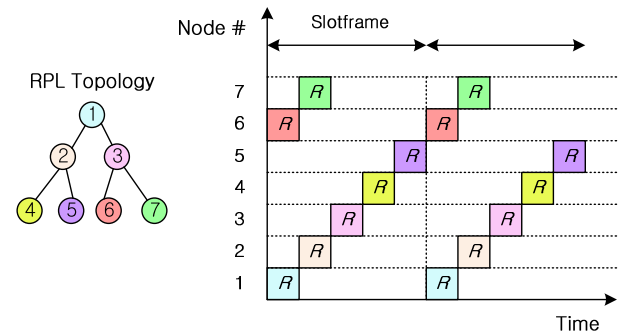 Node #
Slotframe
RPL Topology
1
2 3
4 5 6 7
7 R R
6 R R
5 R R
4 R R
3 R R
2 R R
1 R R
Time